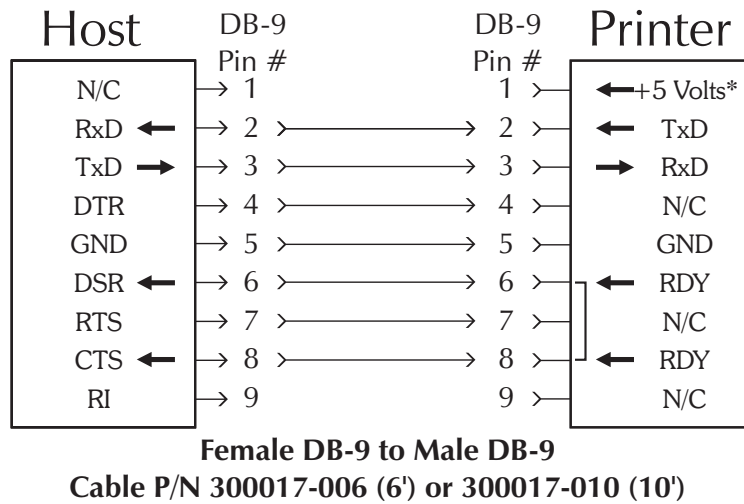 Host DB-9 Pin # DB-9 Pin # Printer
N/C 1 1 +5 Volts*
RxD 2 2 TxD
TxD 3 3 RxD
DTR 4 4 N/C
GND 5 5 GND
DSR 6 6 RDY
RTS 7 7 N/C
CTS 8 8 RDY
RI 9 9 N/C
Female DB-9 to Male DB-9
Cable P/N 300017-006 (6') or 300017-010 (10')